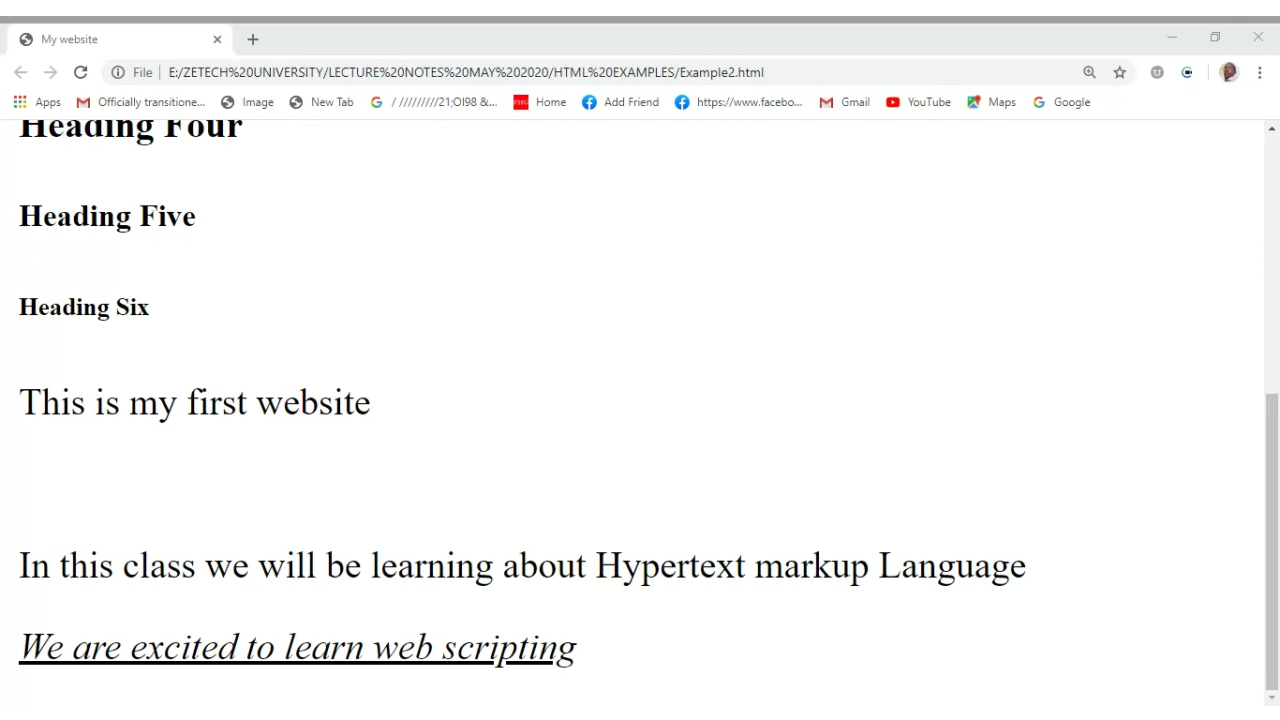 My website
File E:/ZETECH%20UNIVERSITY/LECTURE%20NOTES%20MAY%202020/HTML%20EXAMPLES/Example2.html
Apps Officially transitione... Image New Tab / /////////21;OI98 &... Home Add Friend https://www.facebo... Gmail YouTube Maps Google
Heading Four
Heading Five
Heading Six
This is my first website
In this class we will be learning about Hypertext markup Language
We are excited to learn web scripting